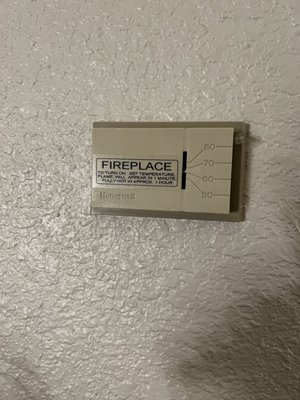 FIREPLACE
TO TURN ON: SET TEMPERATURE.
FLAME WILL APPEAR IN 1 MINUTE.
FULLY HOT IN APPROX. 1 HOUR.
Honeywell
80
70
60
50